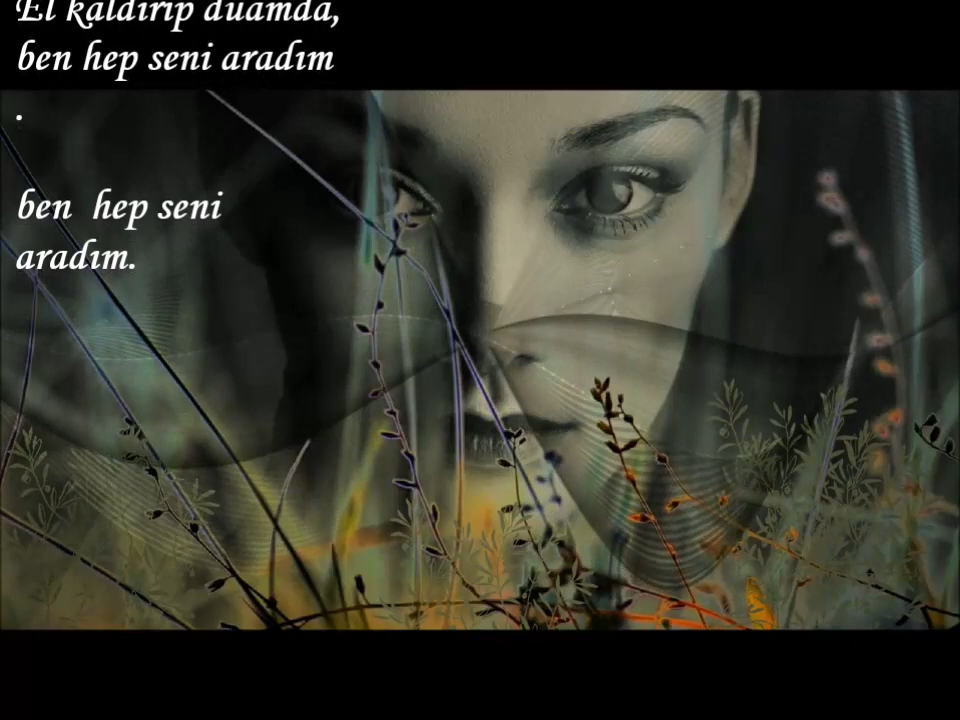 El kaldırıp duamda,
ben hep seni aradım
.
ben hep seni
aradım.